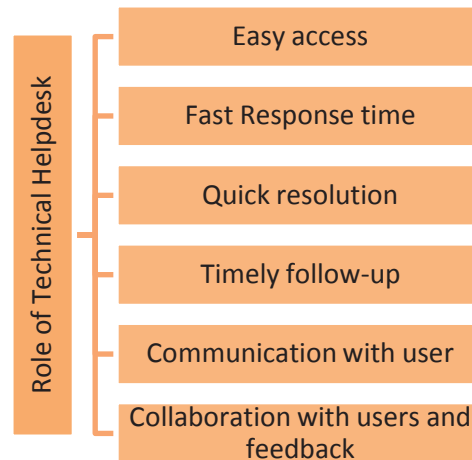 Role of Technical Helpdesk
Easy access
Fast Response time
Quick resolution
Timely follow-up
Communication with user
Collaboration with users and
feedback